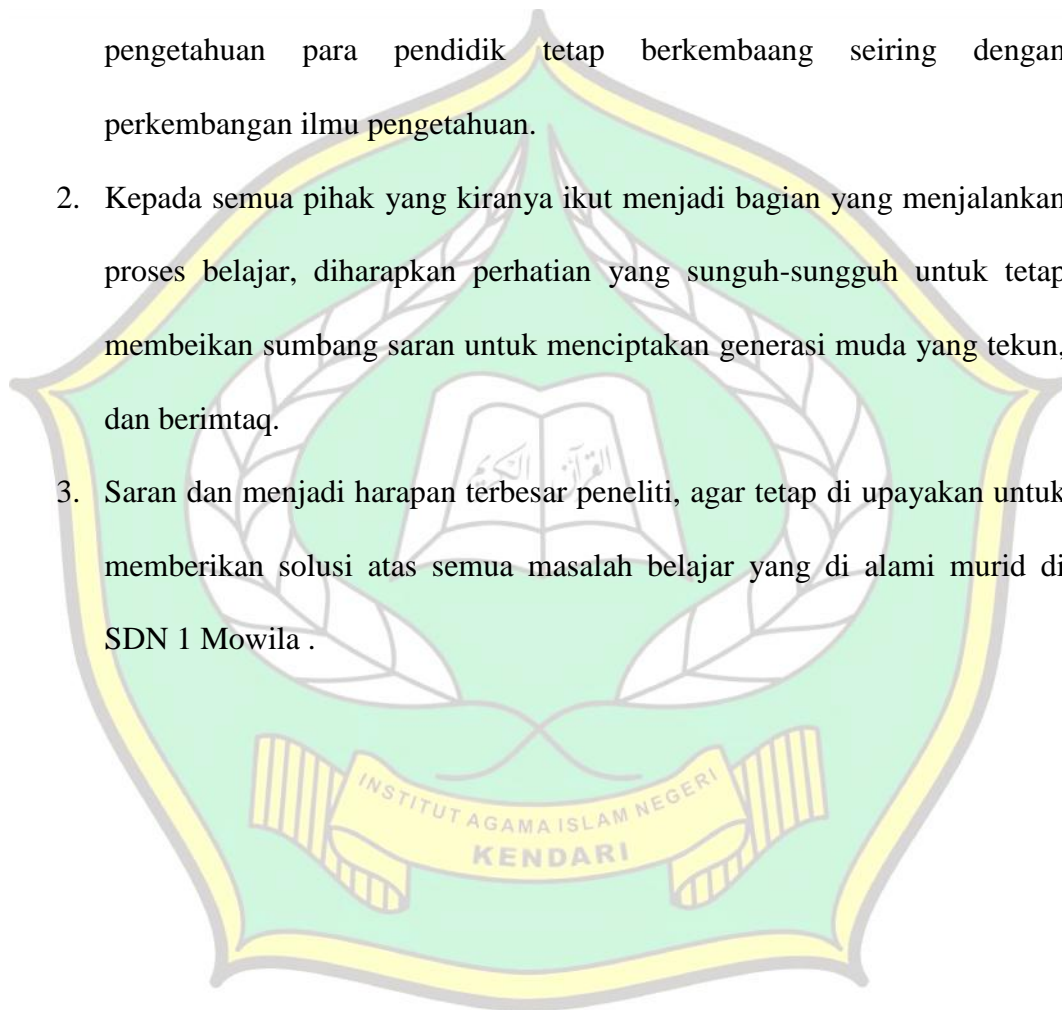 pengetahuan para pendidik tetap berkembaang seiring dengan
perkembangan ilmu pengetahuan.
2. Kepada semua pihak yang kiranya ikut menjadi bagian yang menjalankan
proses belajar, diharapkan perhatian yang sunguh-sungguh untuk tetap
membeikan sumbang saran untuk menciptakan generasi muda yang tekun,
dan berimtaq.
القرآن الكريم
3. Saran dan menjadi harapan terbesar peneliti, agar tetap di upayakan untuk
memberikan solusi atas semua masalah belajar yang di alami murid di
SDN 1 Mowila .
INSTITUT AGAMA ISLAM NEGERI
KENDARI